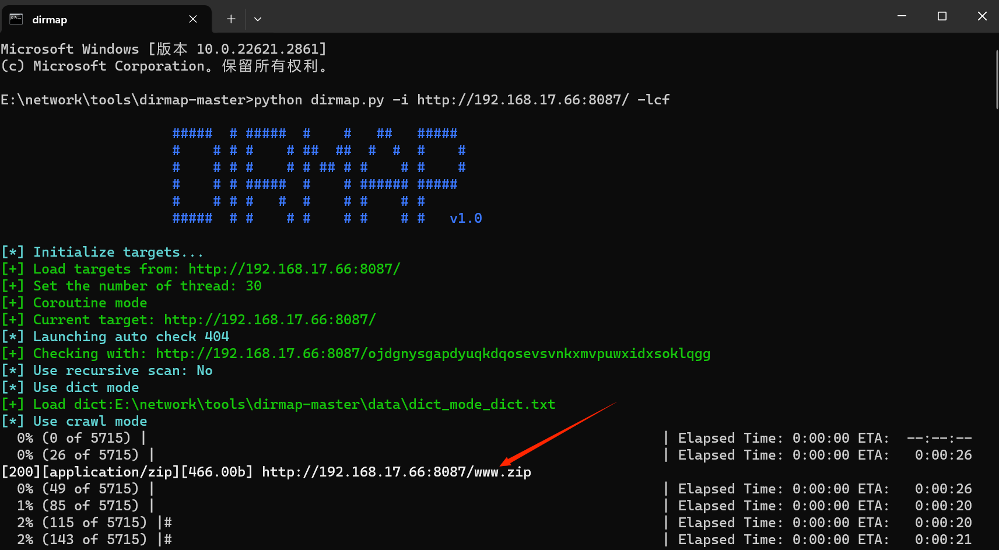 dirmap
Microsoft Windows [版本 10.0.22621.2861]
(c) Microsoft Corporation。保留所有权利。
E:\network\tools\dirmap-master>python dirmap.py -i http://192.168.17.66:8087/ -lcf
                     #####  # #####  #    #   ##   #####
                     #    # # #    # ##  ##  #  #  #    #
                     #    # # #    # # ## # #    # #    #
                     #    # # #####  #    # ###### #####
                     #    # # #   #  #    # #    # #
                     #####  # #    # #    # #    # #   v1.0
[*] Initialize targets...
[+] Load targets from: http://192.168.17.66:8087/
[+] Set the number of thread: 30
[+] Coroutine mode
[+] Current target: http://192.168.17.66:8087/
[*] Launching auto check 404
[+] Checking with: http://192.168.17.66:8087/ojdgnysgapdyuqkdqosevsvnkxmvpuwxidxsoklqgg
[*] Use recursive scan: No
[*] Use dict mode
[+] Load dict:E:\network\tools\dirmap-master\data\dict_mode_dict.txt
[*] Use crawl mode
  0% (0 of 5715) |                                                                | Elapsed Time: 0:00:00 ETA:  --:--:--
  0% (26 of 5715) |                                                               | Elapsed Time: 0:00:00 ETA:   0:00:26
[200][application/zip][466.00b] http://192.168.17.66:8087/www.zip
  0% (49 of 5715) |                                                               | Elapsed Time: 0:00:00 ETA:   0:00:26
  1% (85 of 5715) |                                                               | Elapsed Time: 0:00:00 ETA:   0:00:20
  2% (115 of 5715) |#                                                             | Elapsed Time: 0:00:00 ETA:   0:00:20
  2% (143 of 5715) |#                                                             | Elapsed Time: 0:00:00 ETA:   0:00:21